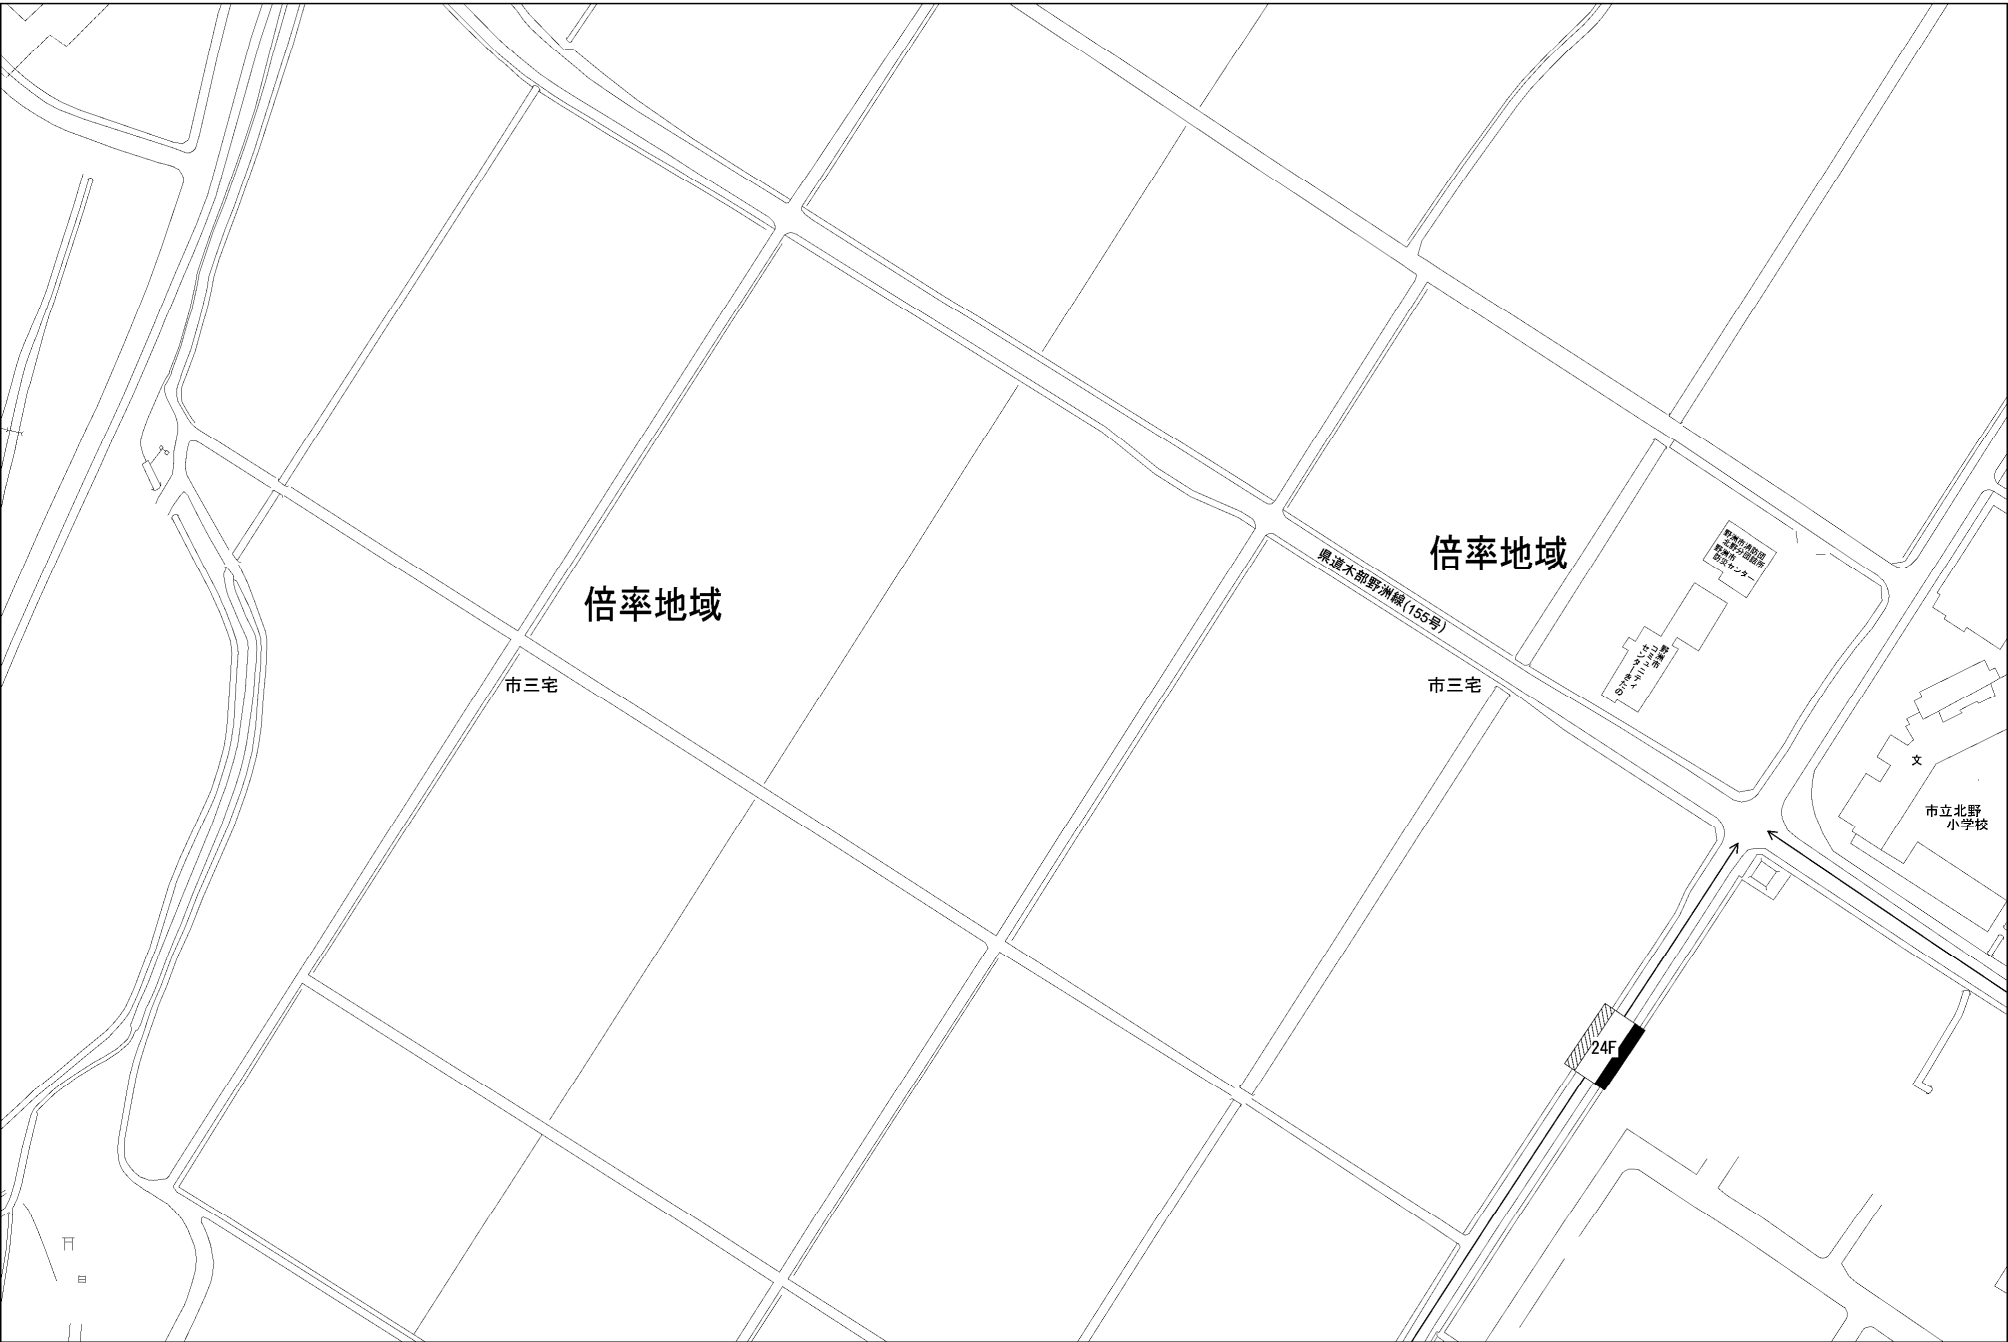 倍率地域
野洲市消防団
北野分団詰所
野洲市
防災センター
県道木部野洲線(155号)
倍率地域
野洲市
コミュニティ
センターきたの
市三宅
市三宅
文
市立北野
小学校
24F